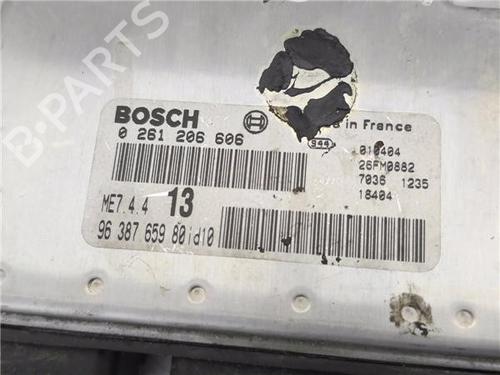 B-PARTS
BOSCH
0 261 206 606
in France
S44
010404
26FM0882
7036 1235
18404
ME7.4.4 13
96 387 659 80 id10